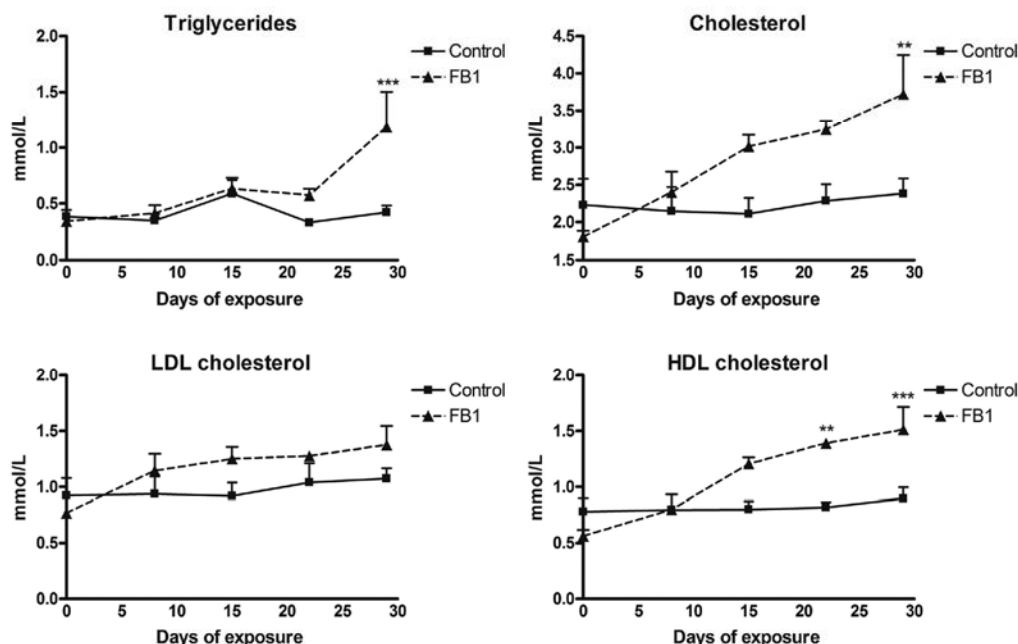 Triglycerides
mmol/L
2.0
1.5
1.0
0.5
0.0
0 5 10 15 20 25 30
Days of exposure
Control
FB1
***
Cholesterol
mmol/L
4.5
4.0
3.5
3.0
2.5
2.0
1.5
0 5 10 15 20 25 30
Days of exposure
Control
FB1
**
LDL cholesterol
mmol/L
2.0
1.5
1.0
0.5
0.0
0 5 10 15 20 25 30
Days of exposure
Control
FB1
HDL cholesterol
mmol/L
2.0
1.5
1.0
0.5
0.0
0 5 10 15 20 25 30
Days of exposure
Control
FB1
**
***